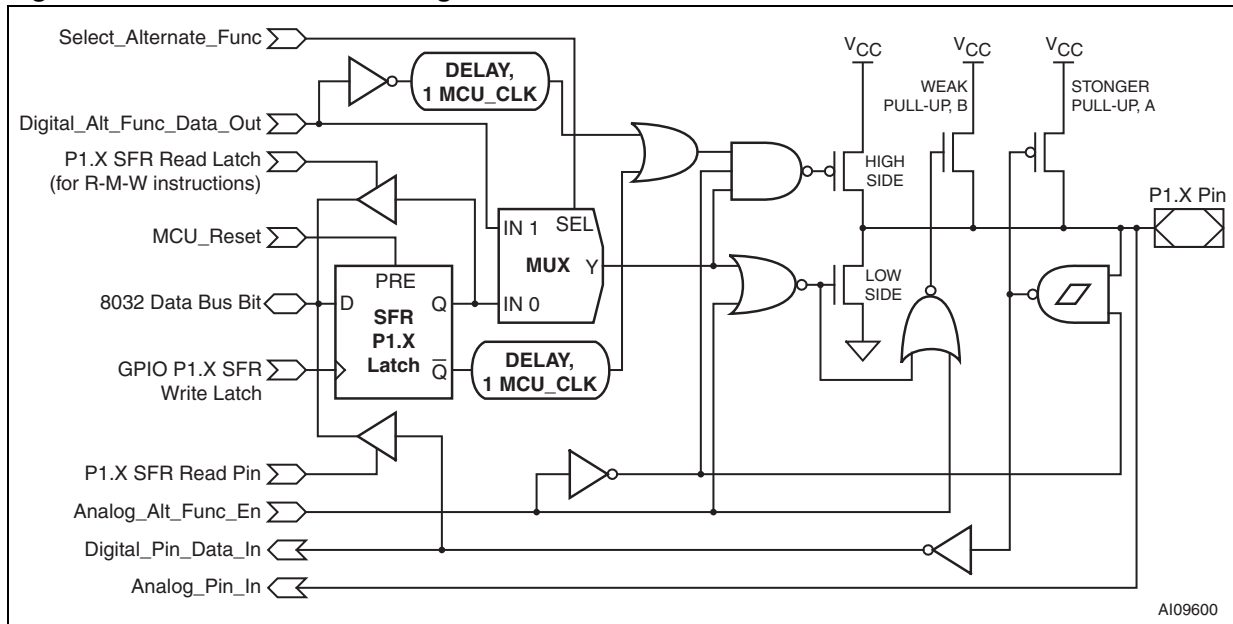 Select_Alternate_Func
DELAY,
1 MCU_CLK
Digital_Alt_Func_Data_Out
P1.X SFR Read Latch
(for R-M-W instructions)
MCU_Reset
8032 Data Bus Bit
GPIO P1.X SFR
Write Latch
P1.X SFR Read Pin
Analog_Alt_Func_En
Digital_Pin_Data_In
Analog_Pin_In
PRE
D
Q
SFR
P1.X
Latch
Q
DELAY,
1 MCU_CLK
IN 1
SEL
MUX
Y
IN 0
VCC
HIGH
SIDE
LOW
SIDE
VCC
WEAK
PULL-UP, B
VCC
STONGER
PULL-UP, A
P1.X Pin
AI09600